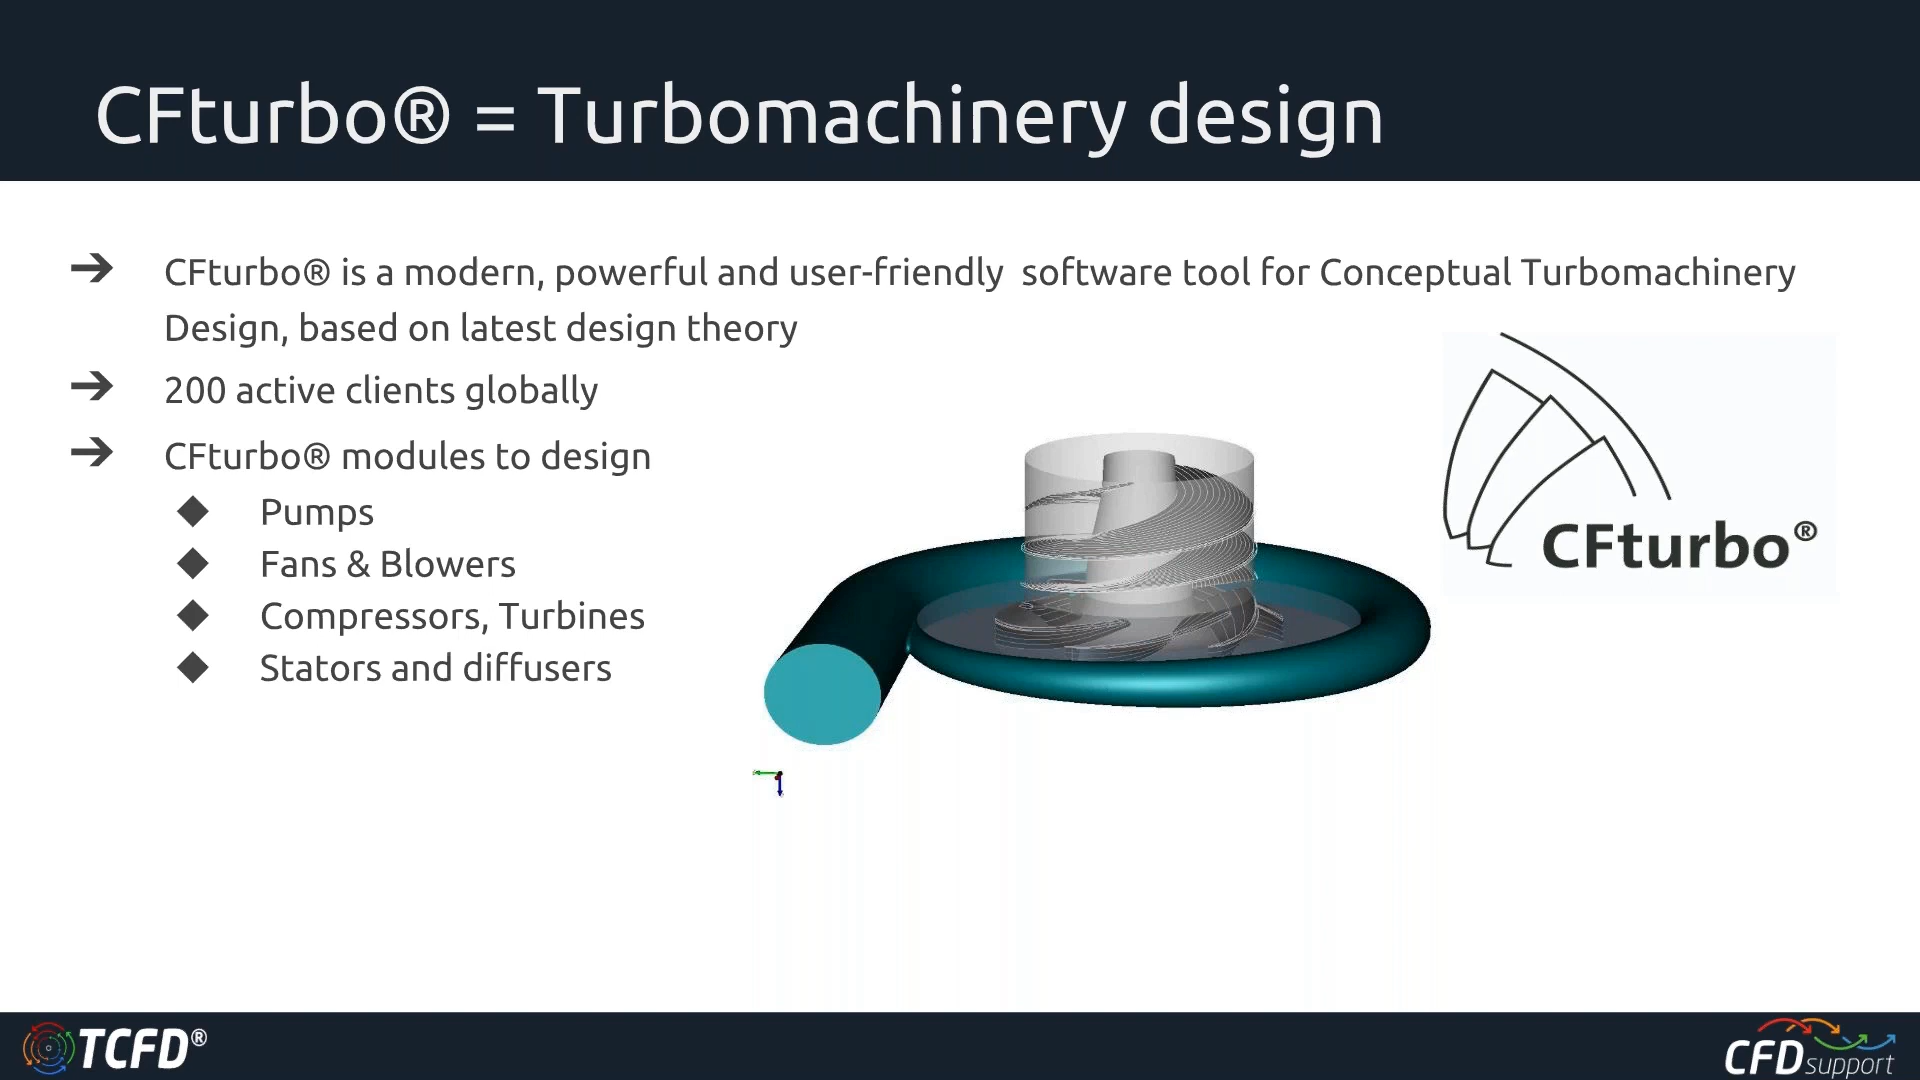 CFturbo® = Turbomachinery design
CFturbo® is a modern, powerful and user-friendly software tool for Conceptual Turbomachinery
Design, based on latest design theory
200 active clients globally
CFturbo® modules to design
Pumps
Fans & Blowers
Compressors, Turbines
Stators and diffusers
CFturbo®
TCFD®
CFD support